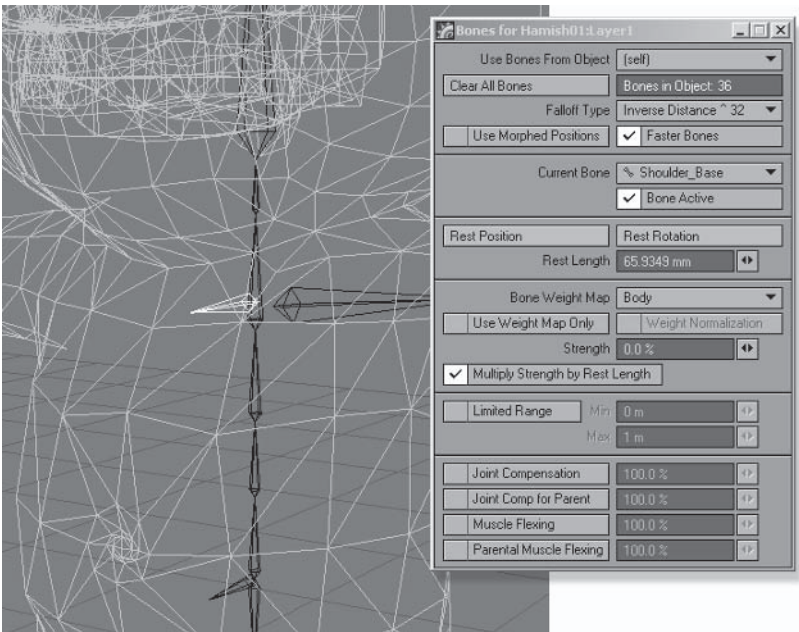 Bones for Hamish01:Layer1
Use Bones From Object (self)
Clear All Bones Bones in Object: 36
Falloff Type Inverse Distance ^ 32
Use Morphed Positions Faster Bones
Current Bone Shoulder_Base
Bone Active
Rest Position Rest Rotation
Rest Length 65.9349 mm
Bone Weight Map Body
Use Weight Map Only Weight Normalization
Strength 0.0 %
Multiply Strength by Rest Length
Limited Range Min 0 m
Max 1 m
Joint Compensation 100.0 %
Joint Comp for Parent 100.0 %
Muscle Flexing 100.0 %
Parental Muscle Flexing 100.0 %